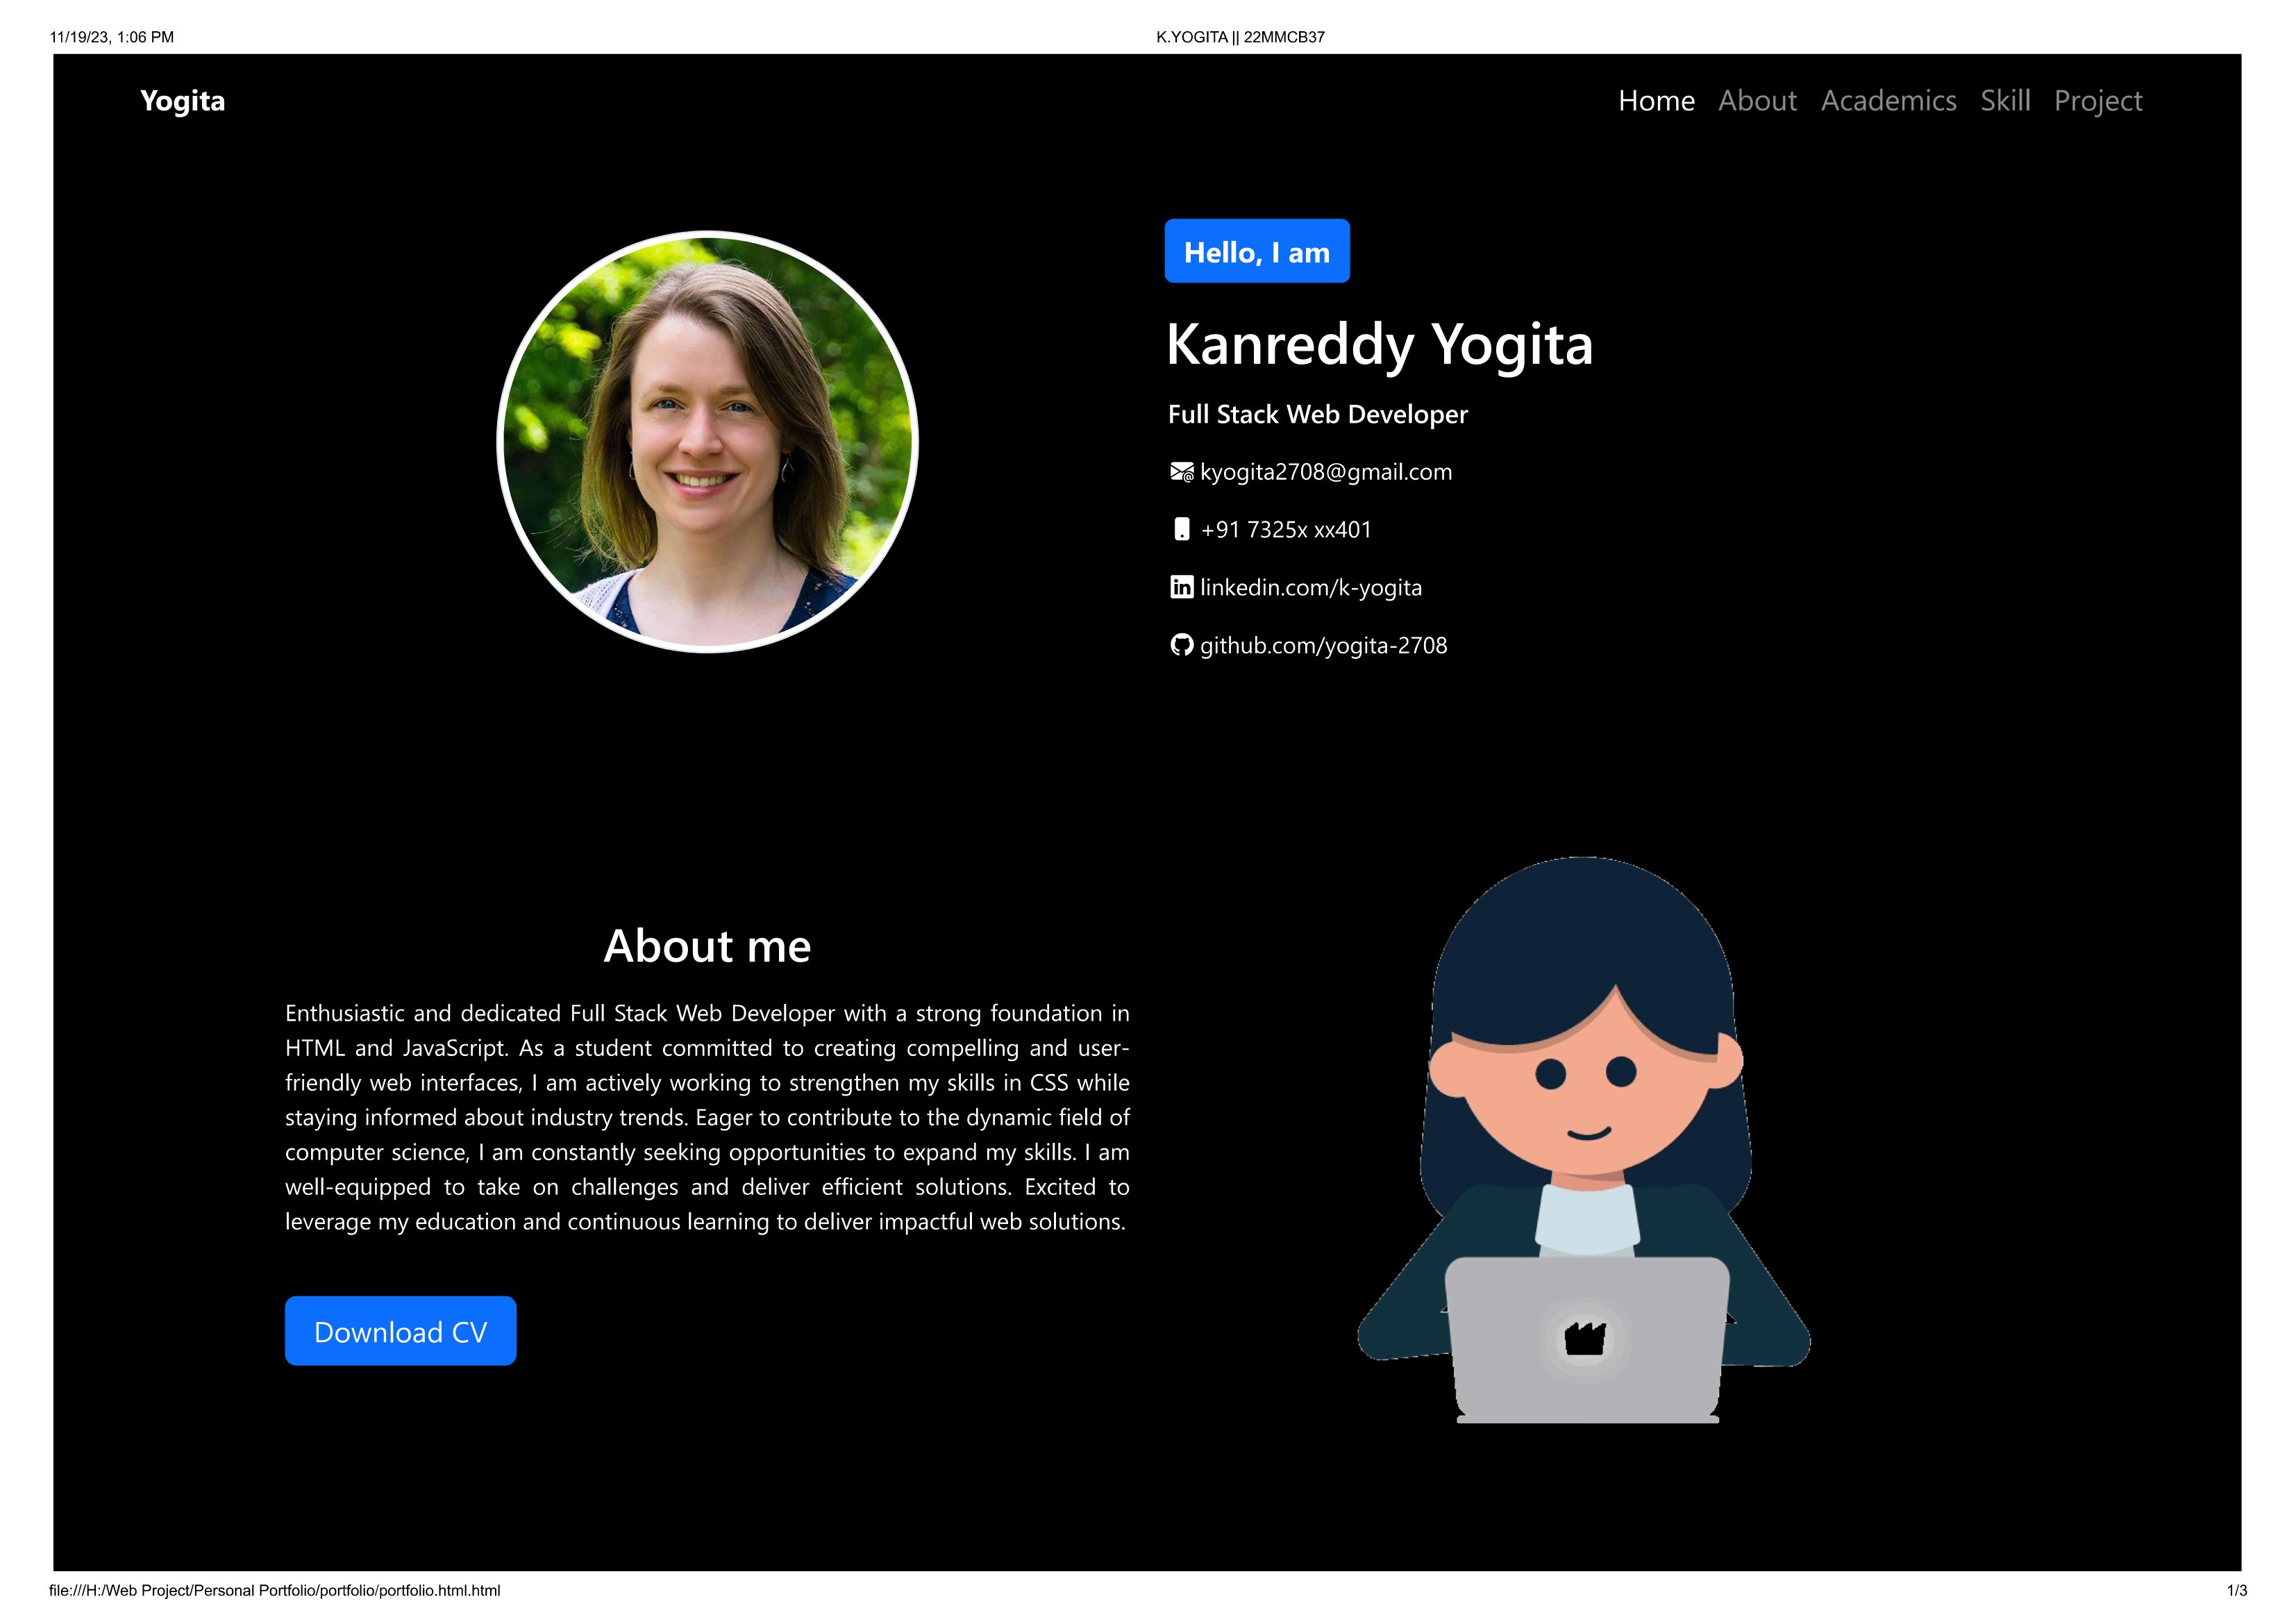 11/19/23, 1:06 PM
K.YOGITA || 22MMCB37
Yogita
Home About Academics Skill Project
Hello, I am
Kanreddy Yogita
Full Stack Web Developer
kyogita2708@gmail.com
+91 7325x xx401
linkedin.com/k-yogita
github.com/yogita-2708
About me
Enthusiastic and dedicated Full Stack Web Developer with a strong foundation in
HTML and JavaScript. As a student committed to creating compelling and user-
friendly web interfaces, I am actively working to strengthen my skills in CSS while
staying informed about industry trends. Eager to contribute to the dynamic field of
computer science, I am constantly seeking opportunities to expand my skills. I am
well-equipped to take on challenges and deliver efficient solutions. Excited to
leverage my education and continuous learning to deliver impactful web solutions.
Download CV
file:///H:/Web Project/Personal Portfolio/portfolio/portfolio.html.html
1/3